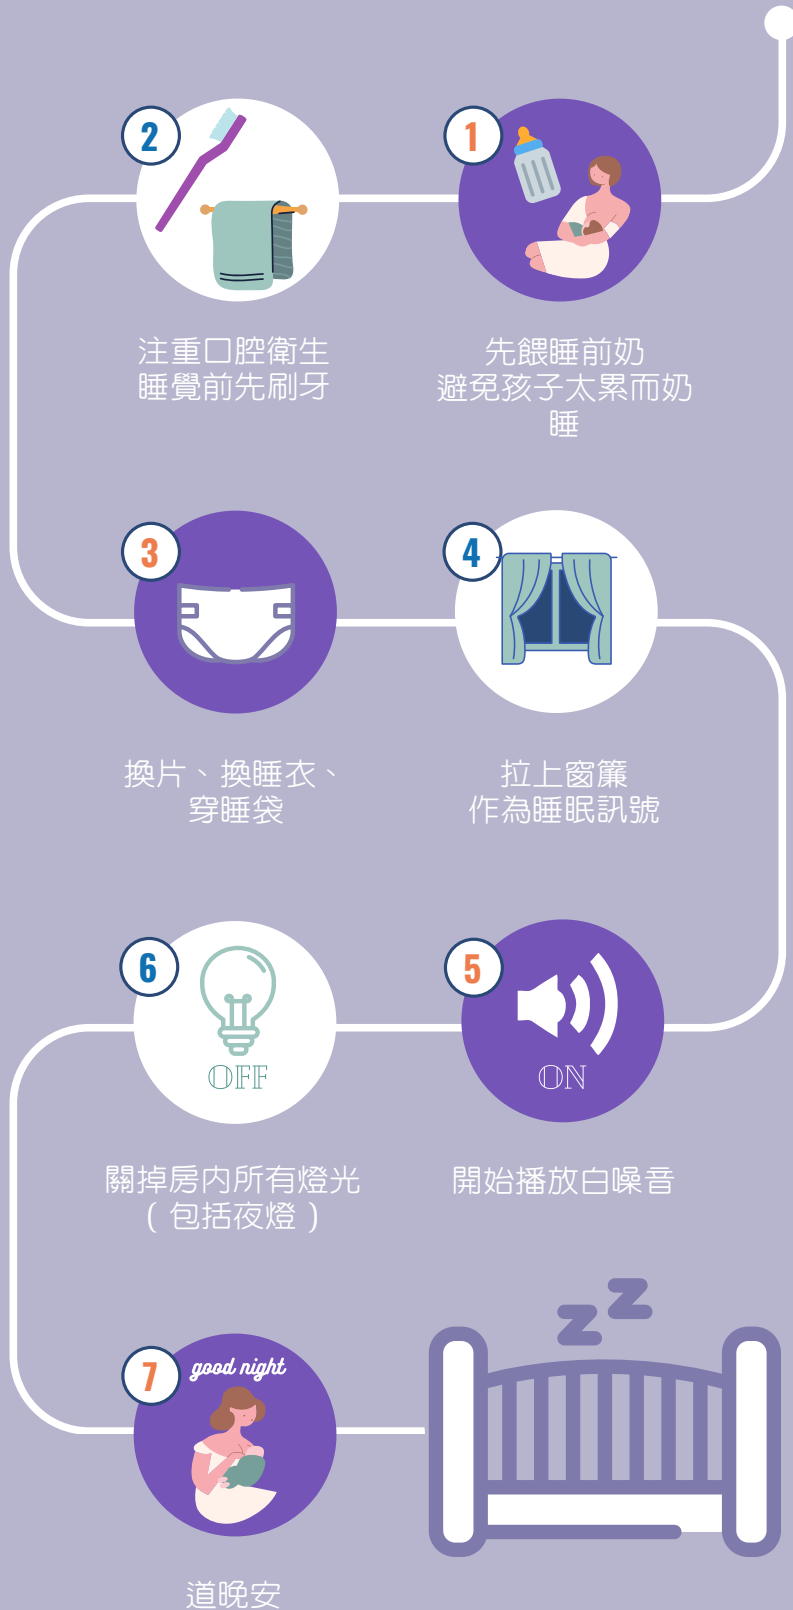 1
先餵睡前奶
避免孩子太累而奶
睡
2
注重口腔衛生
睡覺前先刷牙
3
換片、換睡衣、
穿睡袋
4
拉上窗簾
作為睡眠訊號
5
ON
開始播放白噪音
6
OFF
關掉房內所有燈光
(包括夜燈)
7
good night
道晚安
zz